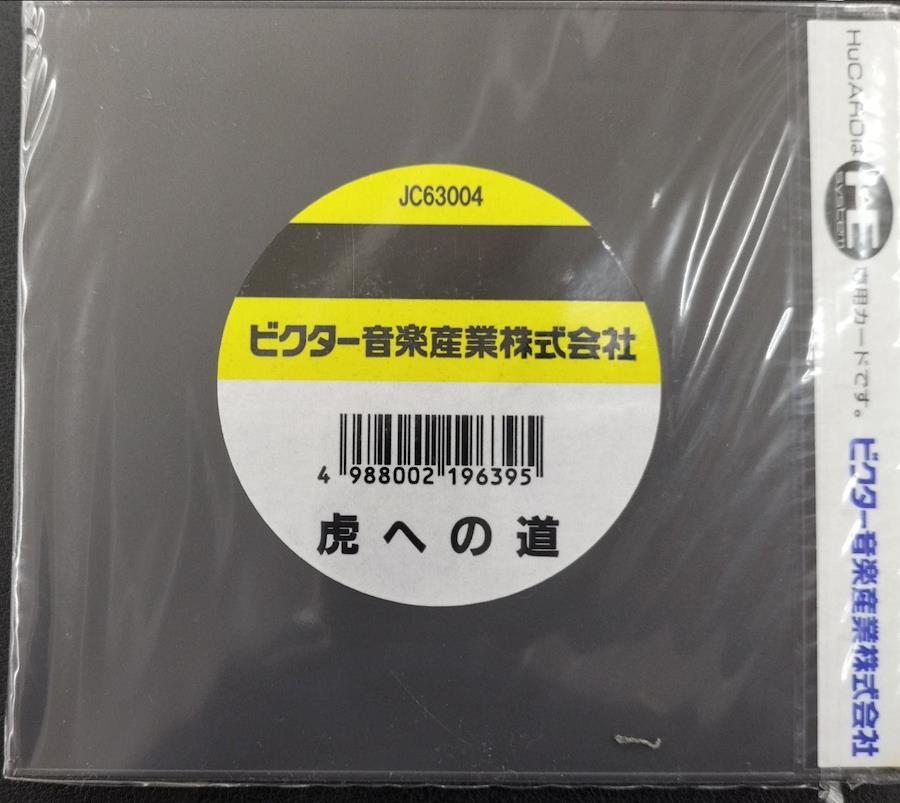 JC63004
ビクター音楽産業株式会社
4 988002 196395
虎への道
HuCARDは PCE system 専用カードです。 ビクター音楽産業株式会社